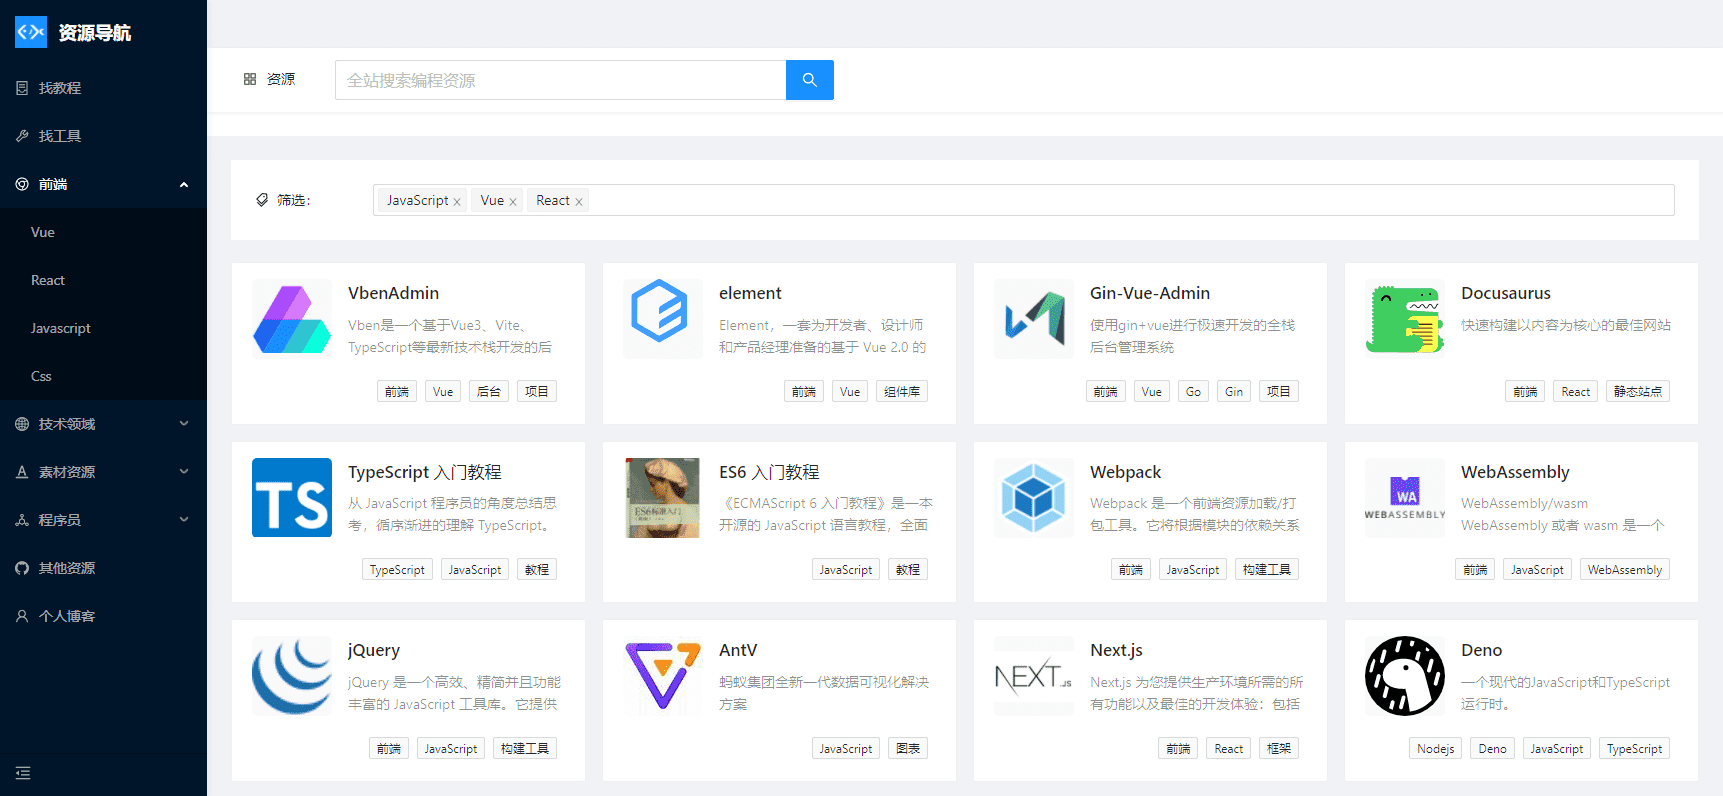 资源导航
找教程
找工具
前端
Vue
React
Javascript
Css
技术领域
素材资源
程序员
其他资源
个人博客
资源
全站搜索编程资源
筛选：
JavaScript x Vue x React x
VbenAdmin
Vben是一个基于Vue3、Vite、
TypeScript等最新技术栈开发的后
前端 Vue 后台 项目
element
Element，一套为开发者、设计师
和产品经理准备的基于 Vue 2.0 的
前端 Vue 组件库
Gin-Vue-Admin
使用gin+vue进行极速开发的全栈
后台管理系统
前端 Vue Go Gin 项目
Docusaurus
快速构建以内容为核心的最佳网站
前端 React 静态站点
TS
TypeScript 入门教程
从 JavaScript 程序员的角度总结思
考，循序渐进的理解 TypeScript。
TypeScript JavaScript 教程
ES6标准入门
ES6 入门教程
《ECMAScript 6 入门教程》是一本
开源的 JavaScript 语言教程，全面
JavaScript 教程
Webpack
Webpack 是一个前端资源加载/打
包工具。它将根据模块的依赖关系
前端 JavaScript 构建工具
WA
WEBASSEMBLY
WebAssembly
WebAssembly/wasm
WebAssembly 或者 wasm 是一个
前端 JavaScript WebAssembly
jQuery
jQuery 是一个高效、精简并且功能
丰富的 JavaScript 工具库。它提供
前端 JavaScript 构建工具
AntV
蚂蚁集团全新一代数据可视化解决
方案
JavaScript 图表
NEXT.JS
Next.js
Next.js 为您提供生产环境所需的所
有功能以及最佳的开发体验：包括
前端 React 框架
Deno
一个现代的JavaScript和TypeScript
运行时。
Nodejs Deno JavaScript TypeScript